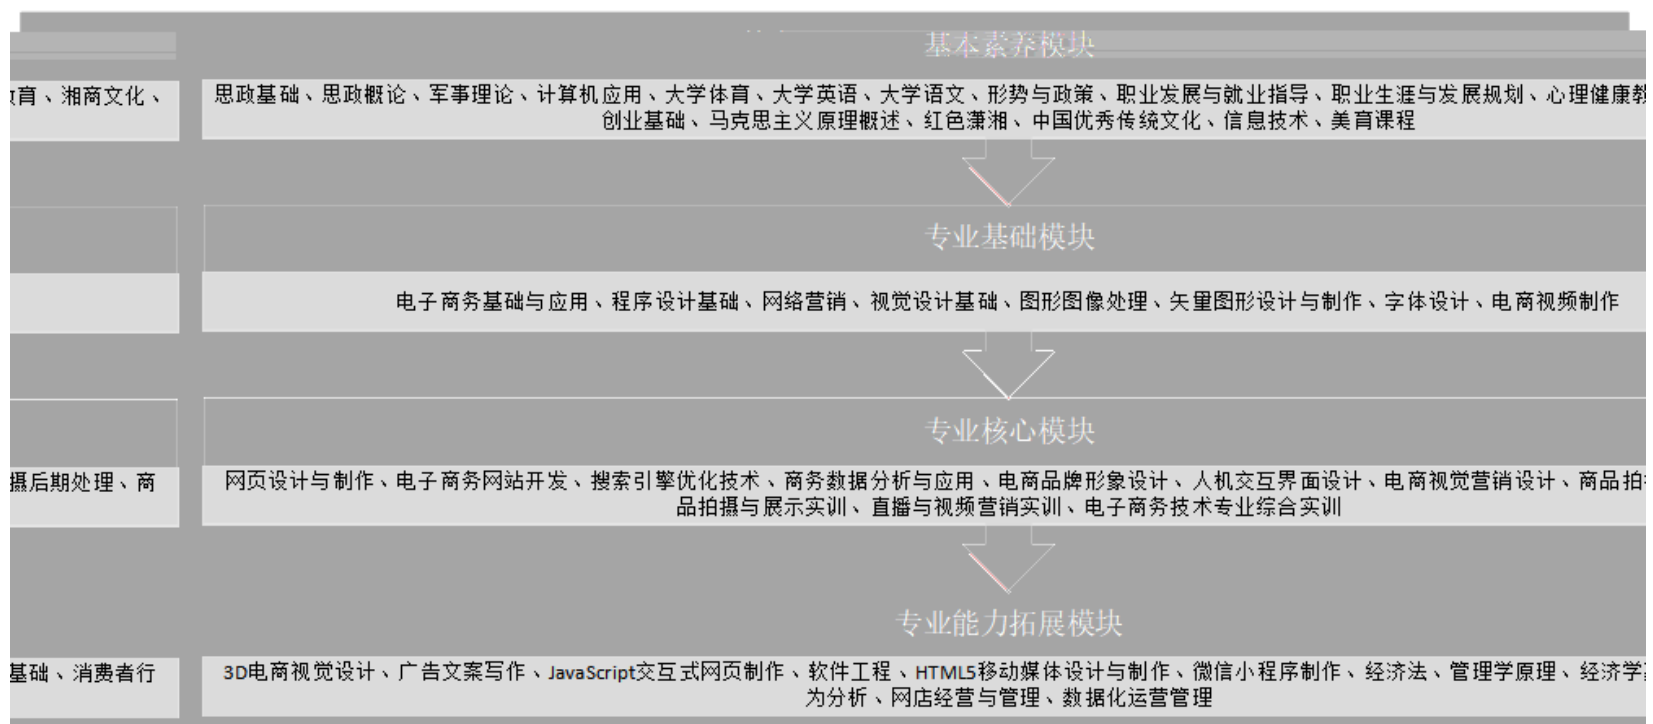 基本素养模块
思政基础、思政概论、军事理论、计算机应用、大学体育、大学英语、大学语文、形势与政策、职业发展与就业指导、职业生涯与发展规划、心理健康教
育、湘商文化、
创业基础、马克思主义原理概述、红色潇湘、中国优秀传统文化、信息技术、美育课程
专业基础模块
电子商务基础与应用、程序设计基础、网络营销、视觉设计基础、图形图像处理、矢量图形设计与制作、字体设计、电商视频制作
专业核心模块
网页设计与制作、电子商务网站开发、搜索引擎优化技术、商务数据分析与应用、电商品牌形象设计、人机交互界面设计、电商视觉营销设计、商品拍
摄后期处理、商
品拍摄与展示实训、直播与视频营销实训、电子商务技术专业综合实训
专业能力拓展模块
3D电商视觉设计、广告文案写作、JavaScript交互式网页制作、软件工程、HTML5移动媒体设计与制作、微信小程序制作、经济法、管理学原理、经济学
基础、消费者行
为分析、网店经营与管理、数据化运营管理